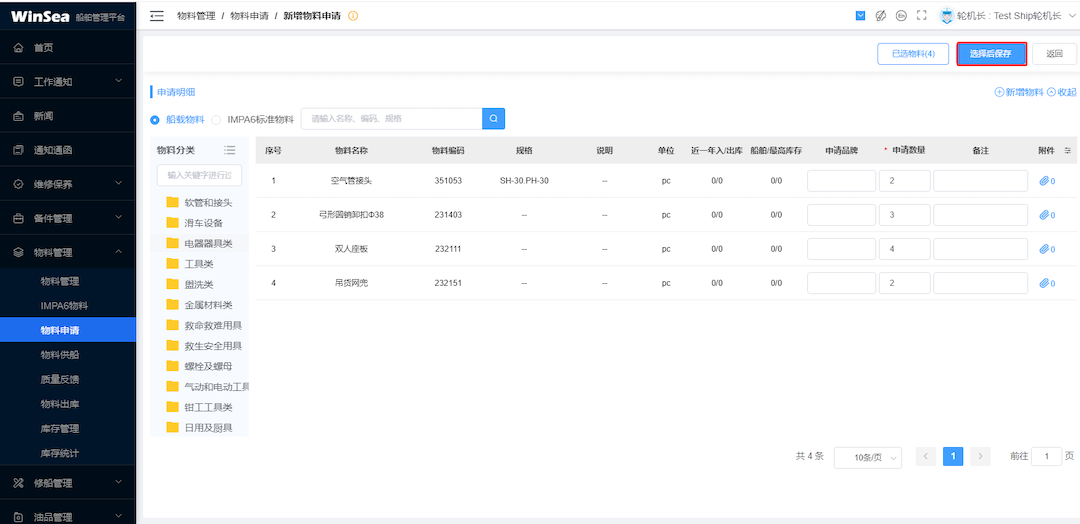 WinSea 船舶管理平台
首页
工作通知
新闻
通知通函
维修保养
备件管理
物料管理
物料管理
IMPA6物料
物料申请
物料供船
质量反馈
物料出库
库存管理
库存统计
修船管理
油品管理
物料管理 / 物料申请 / 新增物料申请
En 轮机长 : Test Ship轮机长
已选物料(4) 选择后保存 返回
申请明细 新增物料 收起
船载物料 IMPA6标准物料 请输入名称、编码、规格
物料分类
输入关键字进行过
软管和接头
滑车设备
电器器具类
工具类
盥洗类
金属材料类
救命救难用具
救生安全用具
螺栓及螺母
气动和电动工具
钳工工具类
日用及厨具
序号 物料名称 物料编码 规格 说明 单位 近一年入/出库 船舶/最高库存 申请品牌 * 申请数量 备注 附件
1 空气管接头 351053 SH-30.PH-30 -- pc 0/0 0/0 2 0
2 弓形圆销卸扣Φ38 231403 -- -- pc 0/0 0/0 3 0
3 双人座板 232111 -- -- pc 0/0 0/0 4 0
4 吊货网兜 232151 -- -- pc 0/0 0/0 2 0
共 4 条 10条/页 < 1 > 前往 1 页